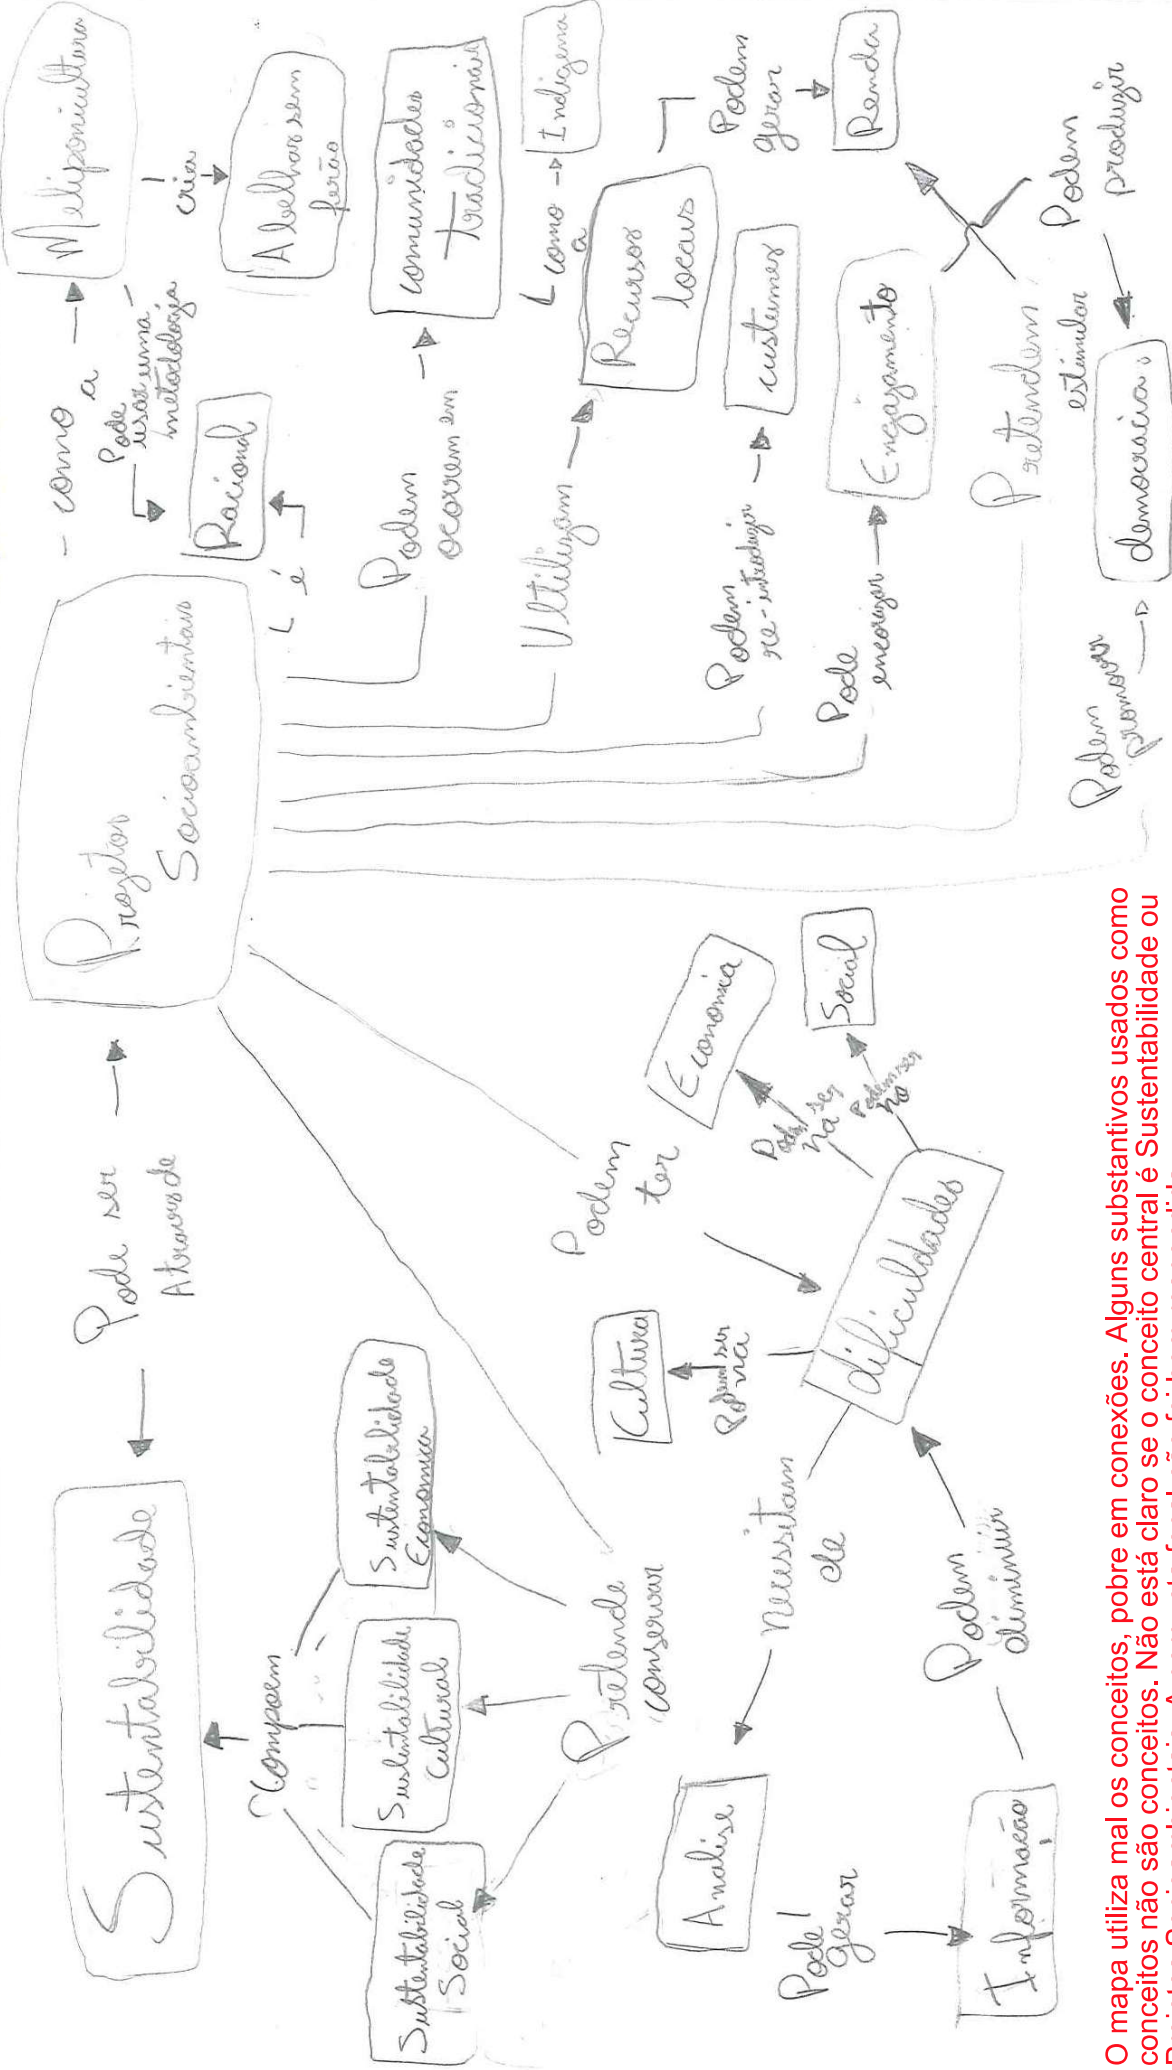 Sustentabilidade
Pode ser
Através de
Projetos
Socioambientais
- como a
Meliponicultura
cria
Abelhas sem
ferão
Pode
usar uma
metodologia
Racional
é
Compoem
Sustentabilidade
Social
Sustentabilidade
Cultural
Sustentabilidade
Economica
Pretende
conservar
Podem
ocorrem em
comunidades
tradicionais
como
a
Indigena
Ultilizam
Recursos
locais
Podem
gerar
Renda
Podem
re-introduzir
custumes
Pode
encorajar
Engajamento
Pretendem
estimular
Podem
produzir
Podem
promover
democracia.
Podem
ter
dificuldades
Podem ser
na
Cultura
Podem ser
na
Economia
Podem ser
no
Social
necessitam
de
Analise
Pode
gerar
Informação
Podem
diminuir
O mapa utiliza mal os conceitos, pobre em conexões. Alguns substantivos usados como
conceitos não são conceitos. Não está claro se o conceito central é Sustentabilidade ou